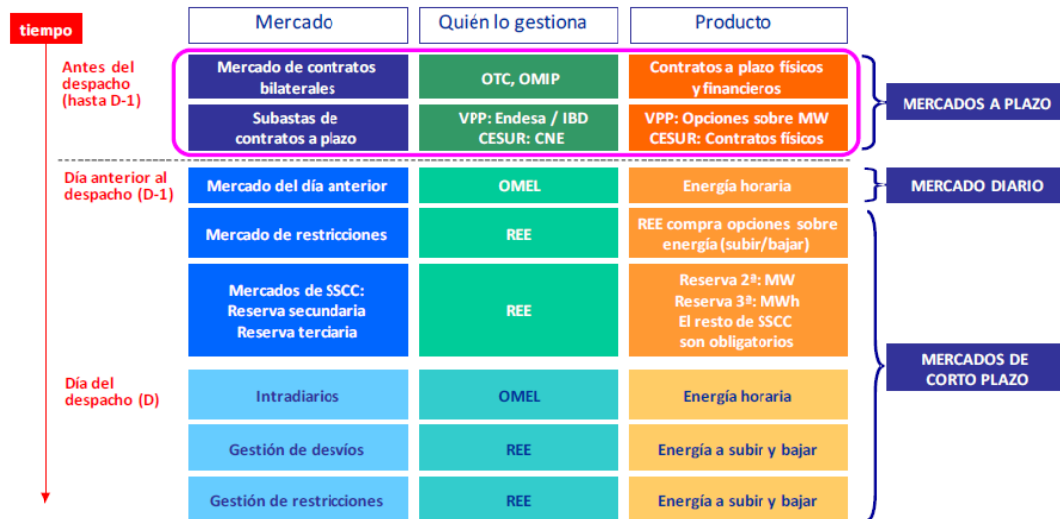 tiempo
Mercado
Quién lo gestiona
Producto
Antes del
despacho
(hasta D-1)
Mercado de contratos
bilaterales
OTC, OMIP
Contratos a plazo físicos
y financieros
Subastas de
contratos a plazo
VPP: Endesa / IBD
CESUR: CNE
VPP: Opciones sobre MW
CESUR: Contratos físicos
MERCADOS A PLAZO
Día anterior al
despacho (D-1)
Mercado del día anterior
OMEL
Energía horaria
MERCADO DIARIO
Mercado de restricciones
REE
REE compra opciones sobre
energía (subir/bajar)
Mercados de SSCC:
Reserva secundaria
Reserva terciaria
REE
Reserva 2ª: MW
Reserva 3ª: MWh
El resto de SSCC
son obligatorios
MERCADOS DE
CORTO PLAZO
Día del
despacho (D)
Intradiarios
OMEL
Energía horaria
Gestión de desvíos
REE
Energía a subir y bajar
Gestión de restricciones
REE
Energía a subir y bajar